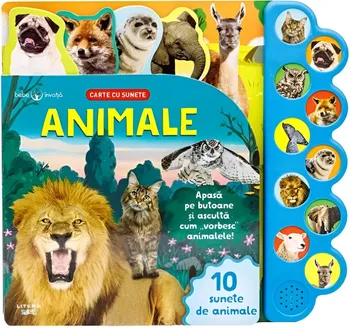 bebe învață
CARTE CU SUNETE
ANIMALE
Apasă
pe butoane
și ascultă
cum „vorbesc”
animalele!
10
sunete
de animale
LITERA